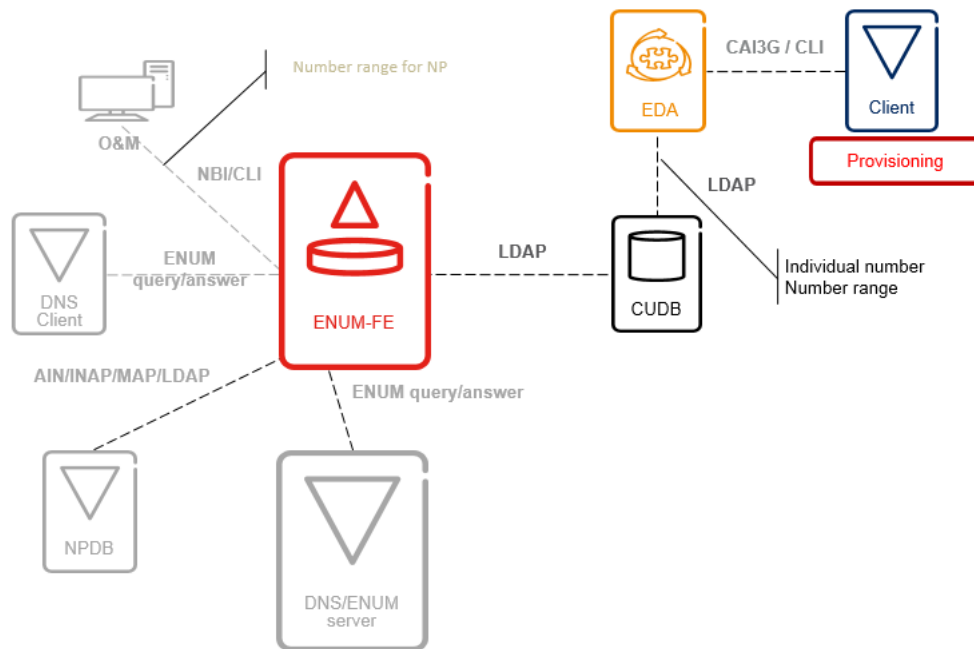 Number range for NP
CAI3G / CLI
EDA
Client
O&M
NBI/CLI
Provisioning
LDAP
LDAP
ENUM
query/answer
Individual number
Number range
DNS
Client
ENUM-FE
CUDB
AIN/INAP/MAP/LDAP
ENUM query/answer
NPDB
DNS/ENUM
server